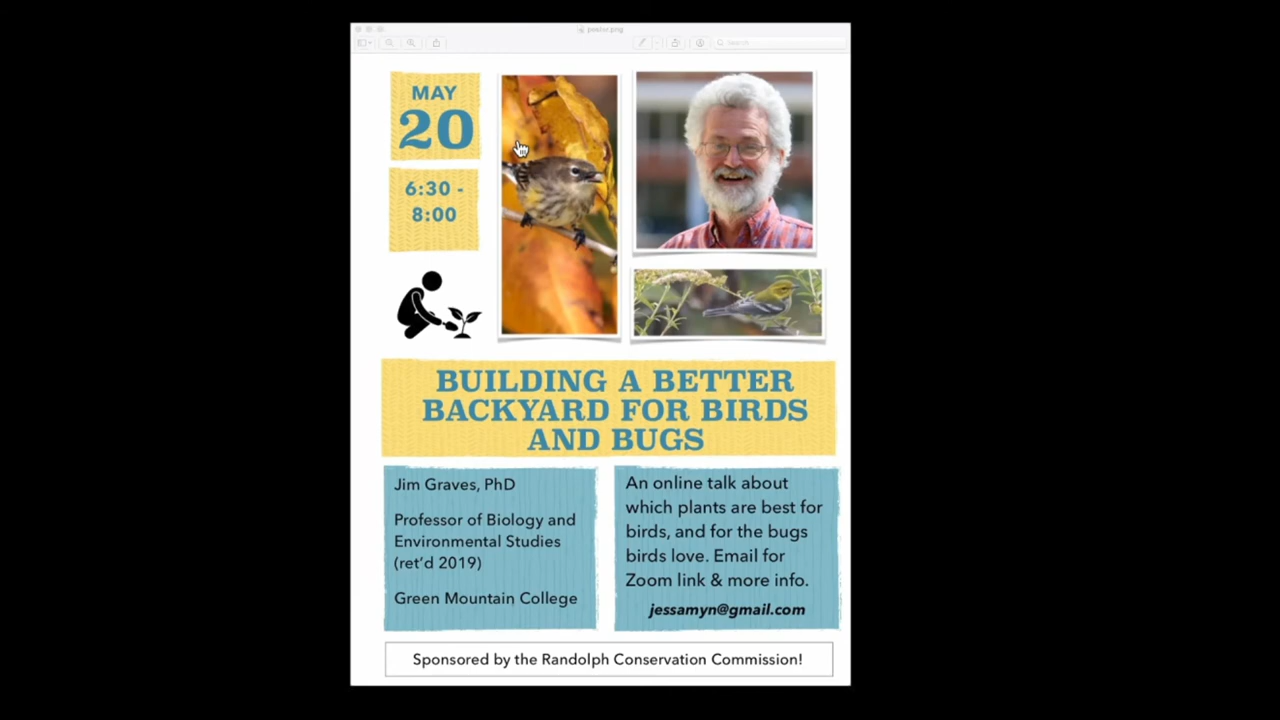 poster.png
Search
MAY
20
6:30 -
8:00
BUILDING A BETTER
BACKYARD FOR BIRDS
AND BUGS
Jim Graves, PhD
Professor of Biology and
Environmental Studies
(ret’d 2019)
Green Mountain College
An online talk about
which plants are best for
birds, and for the bugs
birds love. Email for
Zoom link & more info.
jessamyn@gmail.com
Sponsored by the Randolph Conservation Commission!